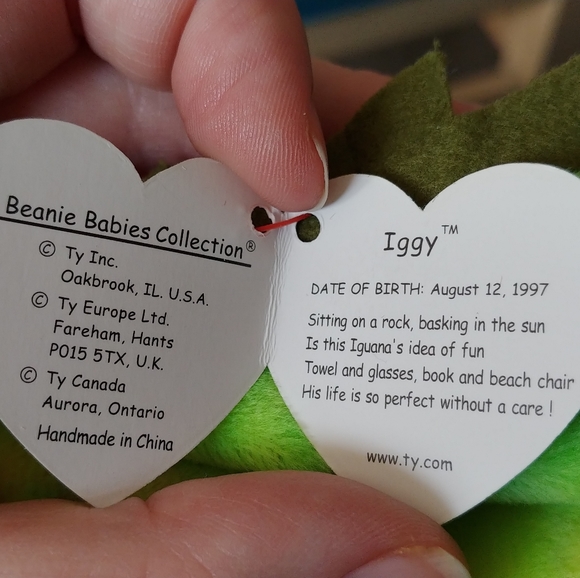 Beanie Babies Collection®
© Ty Inc.
Oakbrook, IL. U.S.A.
© Ty Europe Ltd.
Fareham, Hants
PO15 5TX, U.K.
© Ty Canada
Aurora, Ontario
Handmade in China
Iggy™
DATE OF BIRTH: August 12, 1997
Sitting on a rock, basking in the sun
Is this Iguana's idea of fun
Towel and glasses, book and beach chair
His life is so perfect without a care !
www.ty.com